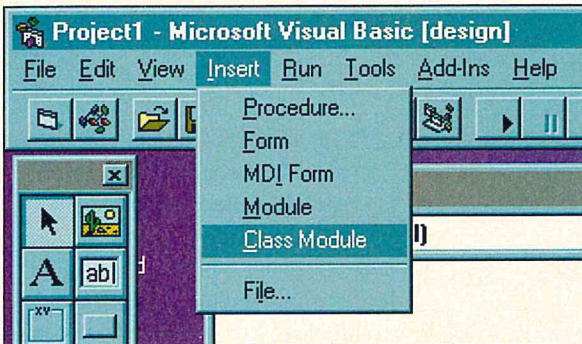 Project1 - Microsoft Visual Basic [design]
File Edit View Insert Run Tools Add-Ins Help
Procedure...
Form
MDI Form
Module
Class Module
File...
l)
A
abl
d
xv